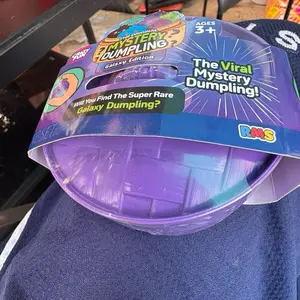 MYSTERY
DUMPLING
Galaxy Edition
AGES
3+
The Viral
Mystery
Dumpling!
Will You Find The Super Rare
Galaxy Dumpling?
RMS